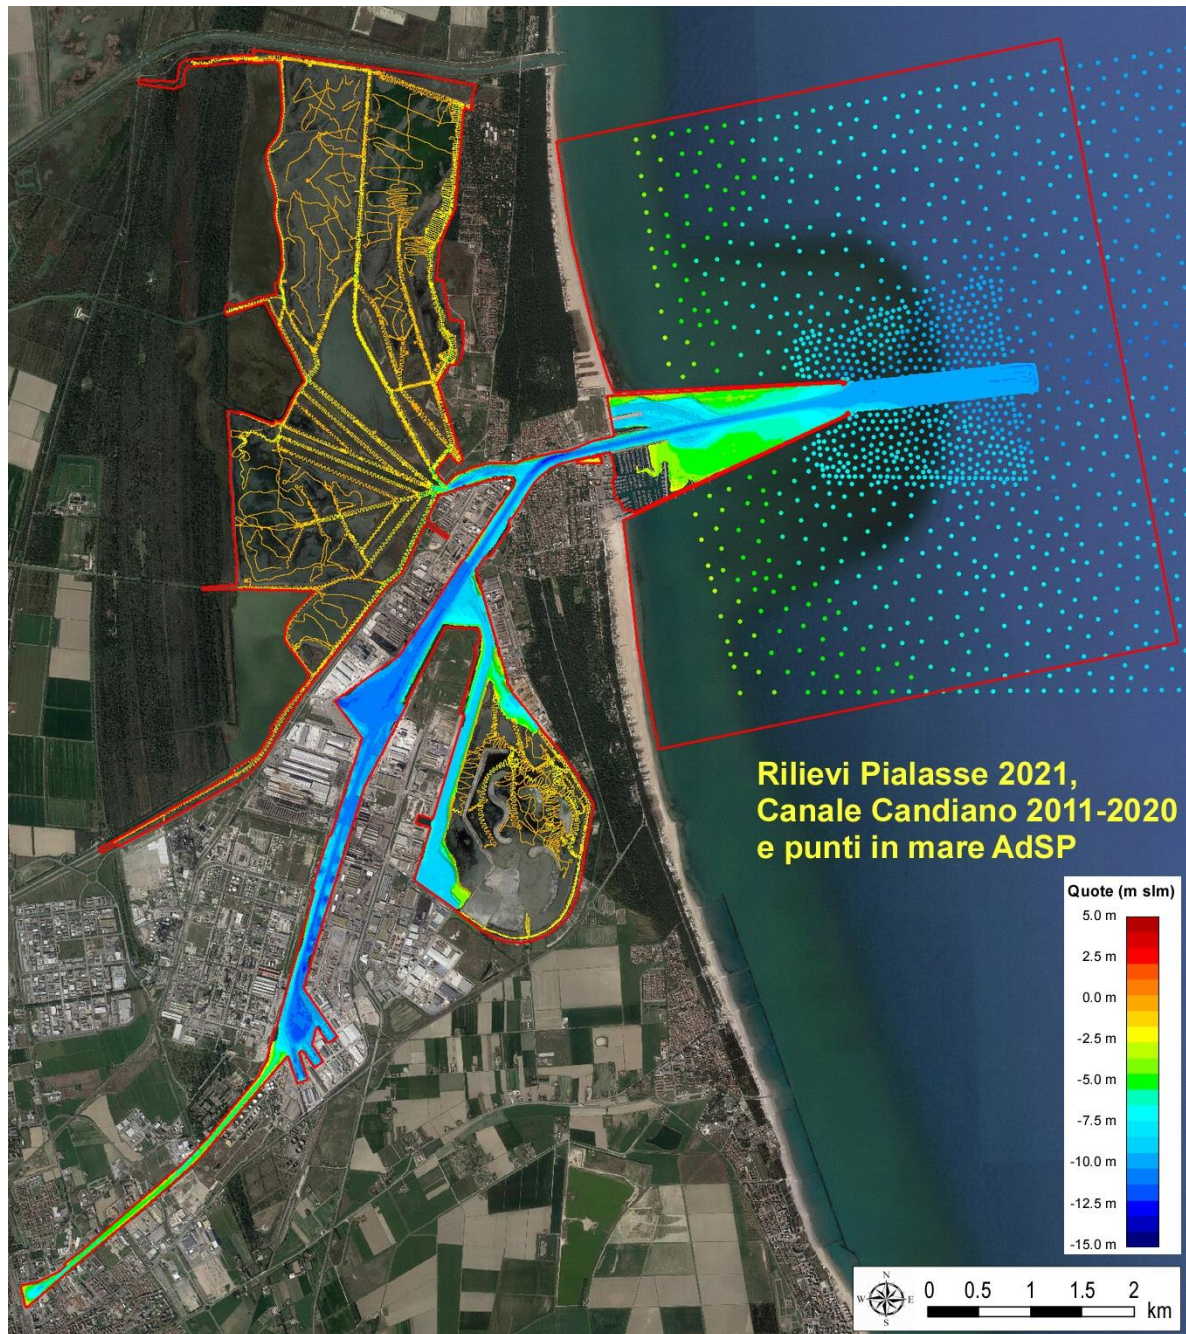 Rilievi Pialasse 2021,
Canale Candiano 2011-2020
e punti in mare AdSP
Quote (m slm)
5.0 m
2.5 m
0.0 m
-2.5 m
-5.0 m
-7.5 m
-10.0 m
-12.5 m
-15.0 m
N
W E
S
0 0.5 1 1.5 2
km